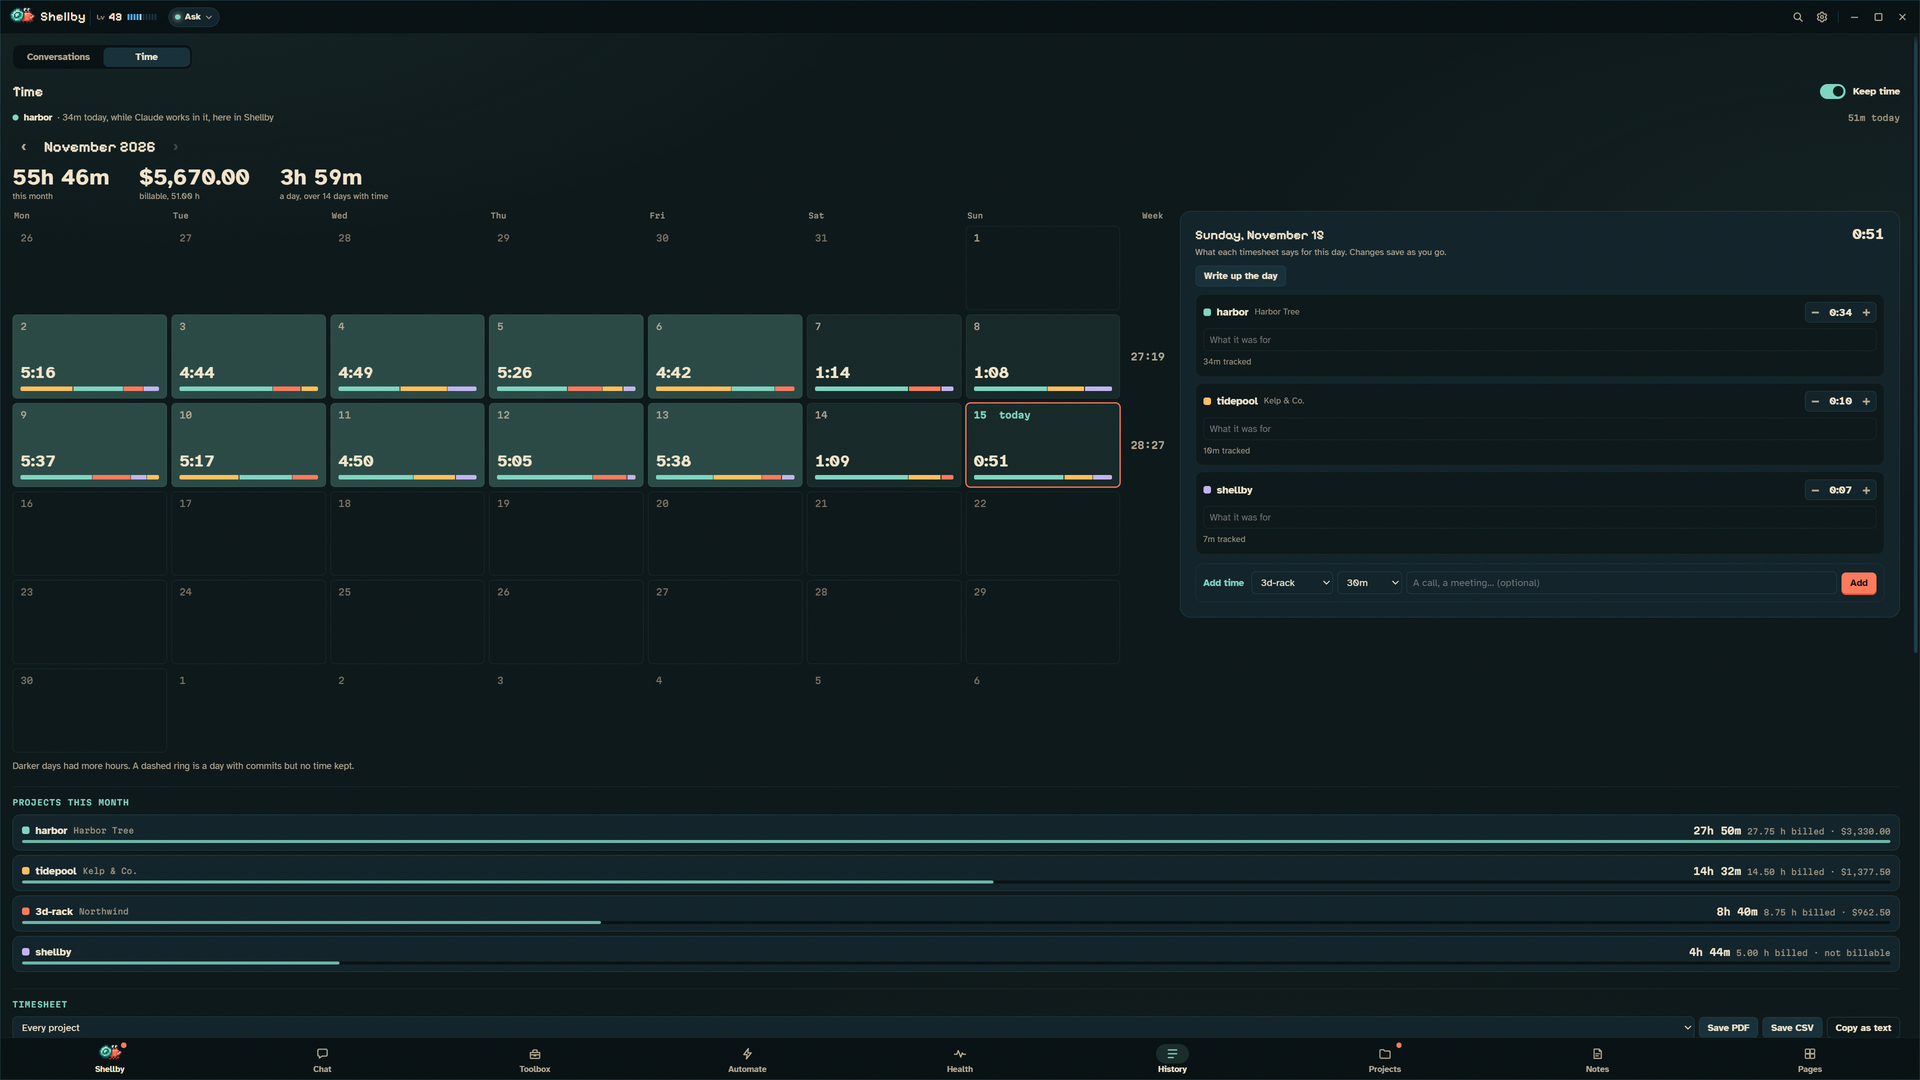 Shellby Lv 49 Ask
Conversations Time
Time
Keep time
harbor · 34m today, while Claude works in it, here in Shellby
51m today
November 2026
55h 46m $5,670.00 3h 59m
this month billable, 51.00 h a day, over 14 days with time
Mon Tue Wed Thu Fri Sat Sun Week
26 27 28 29 30 31 1
2 3 4 5 6 7 8
5:16 4:44 4:49 5:26 4:42 1:14 1:08 27:19
9 10 11 12 13 14 15 today
5:37 5:17 4:50 5:05 5:38 1:09 0:51 28:27
16 17 18 19 20 21 22
23 24 25 26 27 28 29
30 1 2 3 4 5 6
Darker days had more hours. A dashed ring is a day with commits but no time kept.
Sunday, November 15 0:51
What each timesheet says for this day. Changes save as you go.
Write up the day
harbor Harbor Tree − 0:34 +
What it was for
34m tracked
tidepool Kelp & Co. − 0:10 +
What it was for
10m tracked
shellby − 0:07 +
What it was for
7m tracked
Add time 3d-rack 30m A call, a meeting... (optional) Add
PROJECTS THIS MONTH
harbor Harbor Tree 27h 50m 27.75 h billed · $3,330.00
tidepool Kelp & Co. 14h 32m 14.50 h billed · $1,377.50
3d-rack Northwind 8h 40m 8.75 h billed · $962.50
shellby 4h 44m 5.00 h billed · not billable
TIMESHEET
Every project Save PDF Save CSV Copy as text
Shellby Chat Toolbox Automate Health History Projects Notes Pages